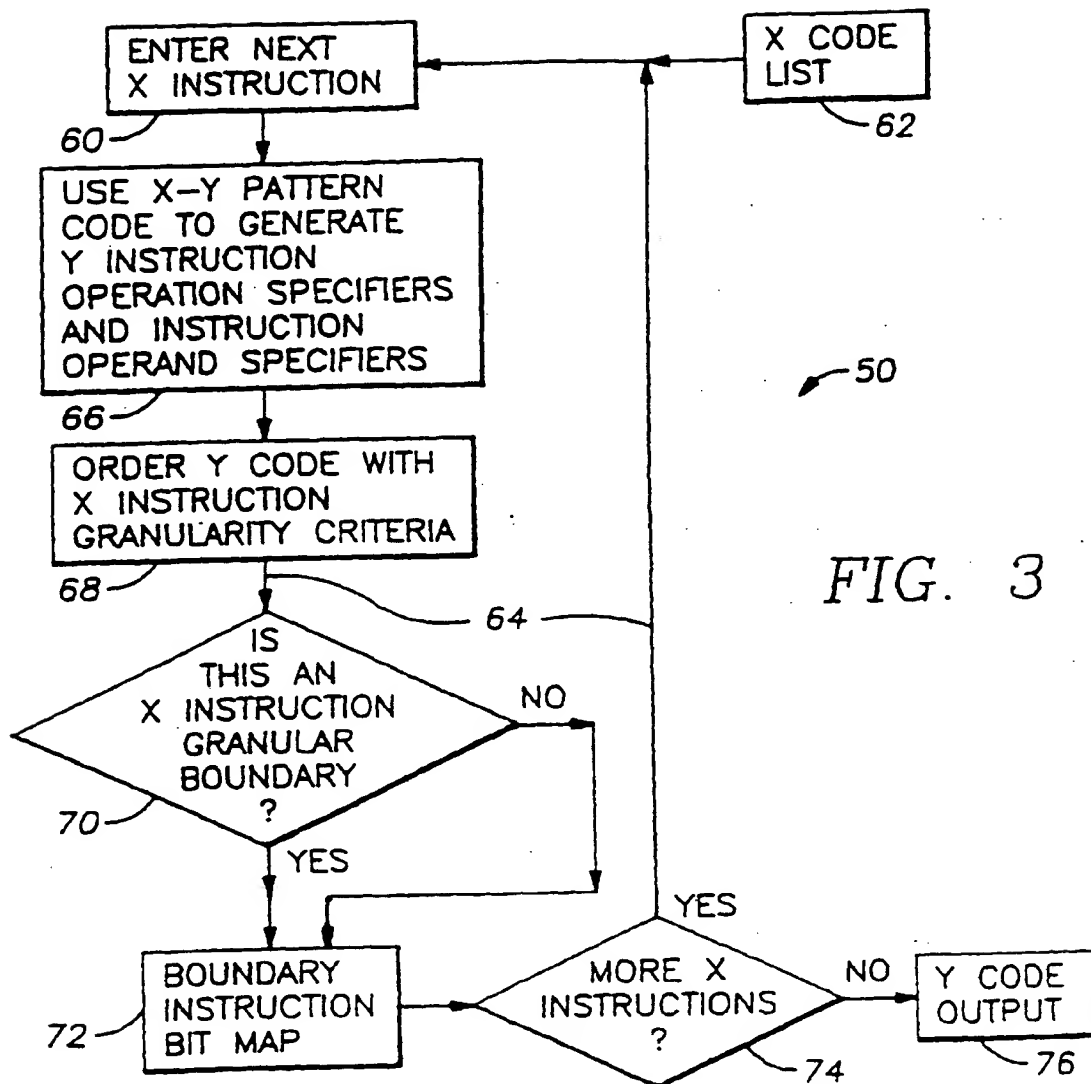 ENTER NEXT
X INSTRUCTION
60
X CODE
LIST
62
USE X-Y PATTERN
CODE TO GENERATE
Y INSTRUCTION
OPERATION SPECIFIERS
AND INSTRUCTION
OPERAND SPECIFIERS
66
50
ORDER Y CODE WITH
X INSTRUCTION
GRANULARITY CRITERIA
68
64
FIG. 3
IS
THIS AN
X INSTRUCTION
GRANULAR
BOUNDARY
?
70
NO
YES
BOUNDARY
INSTRUCTION
BIT MAP
72
YES
MORE X
INSTRUCTIONS
?
74
NO
Y CODE
OUTPUT
76